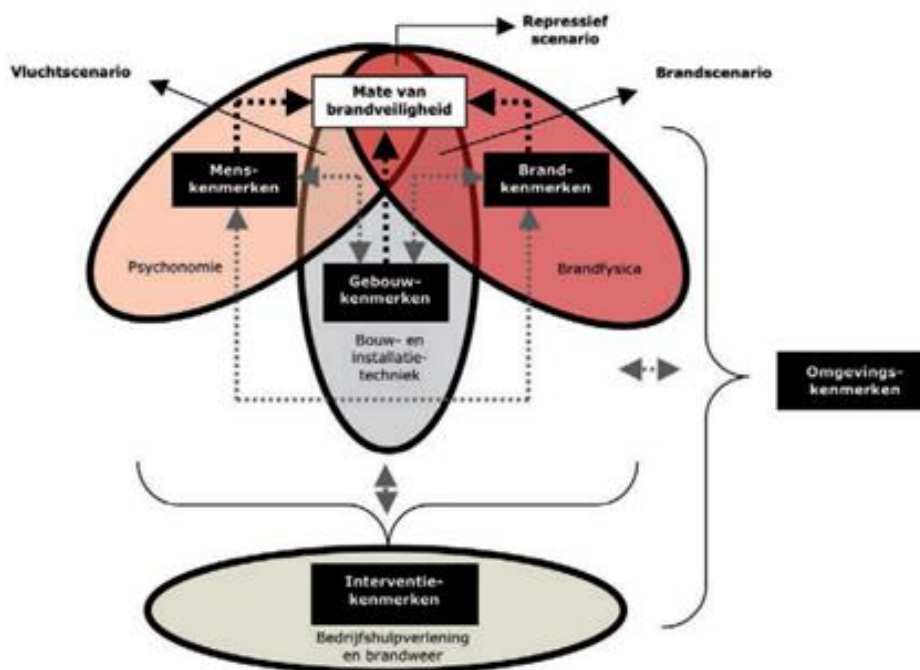 Repressief
scenario
Vluchtscenario
Brandscenario
Mate van
brandveiligheid
Mens-
kenmerken
Brand-
kenmerken
Psychonomie
Gebouw-
kenmerken
Brandfysica
Bouw- en
installatie-
techniek
Omgevings-
kenmerken
Interventie-
kenmerken
Bedrijfshulpverlening
en brandweer